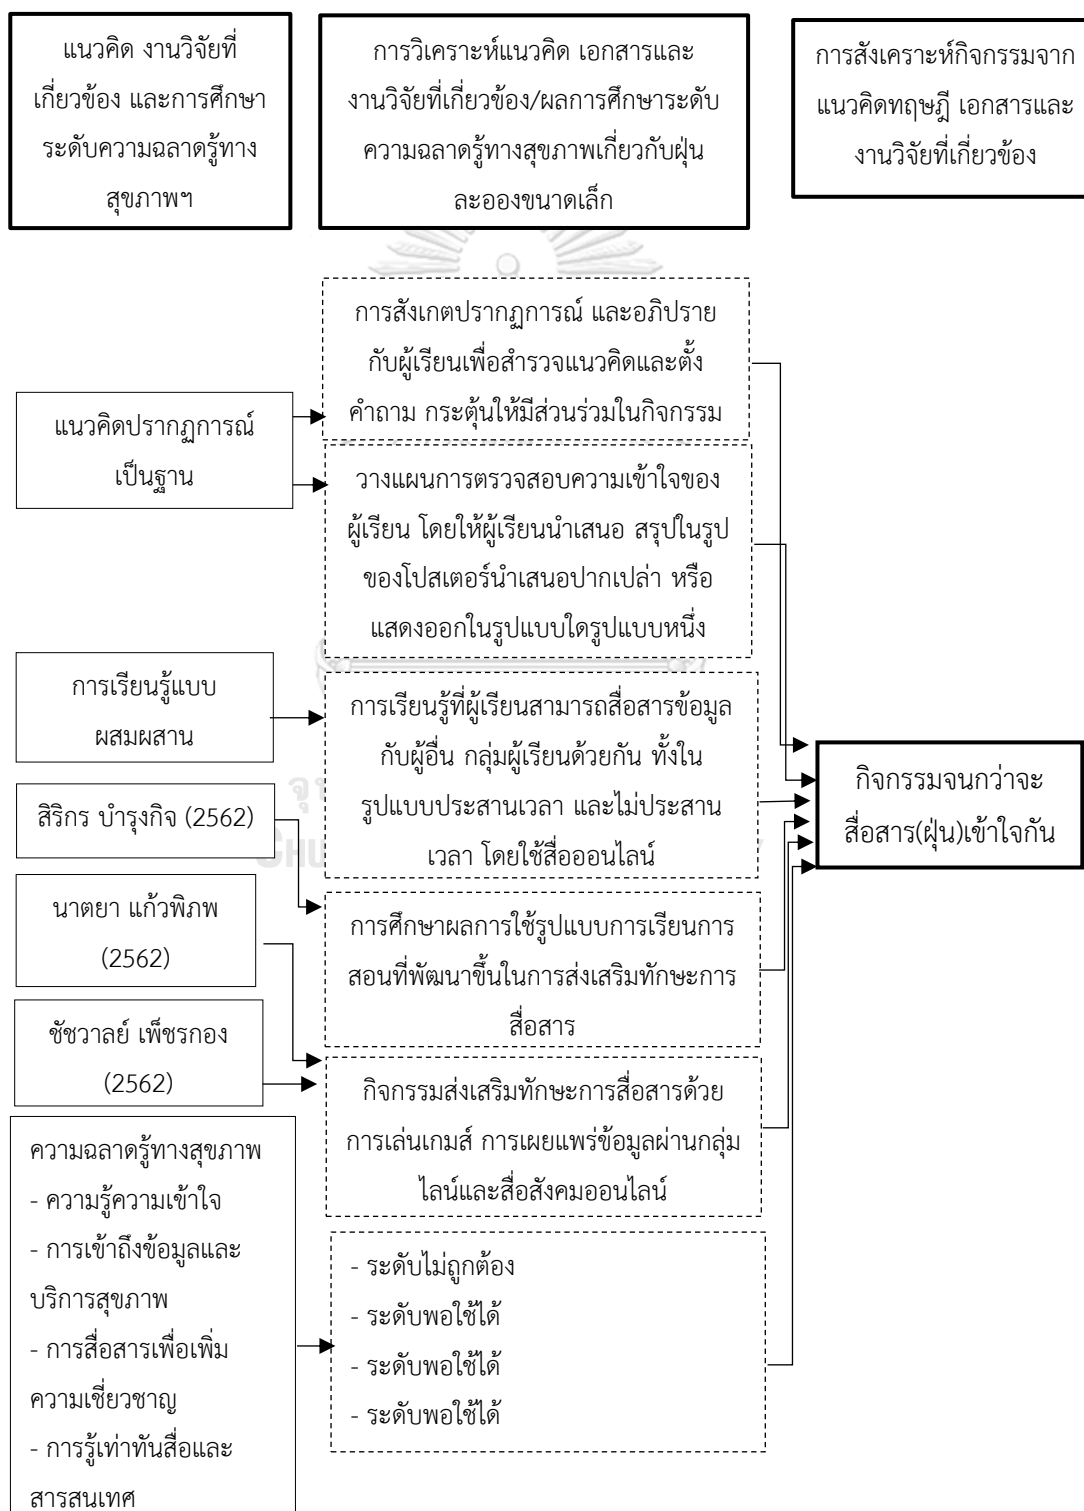 แนวคิด งานวิจัยที่
เกี่ยวข้อง และการศึกษา
ระดับความฉลาดรู้ทาง
สุขภาพฯ
การวิเคราะห์แนวคิด เอกสารและ
งานวิจัยที่เกี่ยวข้อง/ผลการศึกษาระดับ
ความฉลาดรู้ทางสุขภาพเกี่ยวกับฝุ่น
ละอองขนาดเล็ก
การสังเคราะห์กิจกรรมจาก
แนวคิดทฤษฎี เอกสารและ
งานวิจัยที่เกี่ยวข้อง
การสังเกตปรากฏการณ์ และอภิปราย
กับผู้เรียนเพื่อสำรวจแนวคิดและตั้ง
คำถาม กระตุ้นให้มีส่วนร่วมในกิจกรรม
แนวคิดปรากฏการณ์
เป็นฐาน
วางแผนการตรวจสอบความเข้าใจของ
ผู้เรียน โดยให้ผู้เรียนนำเสนอ สรุปในรูป
ของโปสเตอร์นำเสนอปากเปล่า หรือ
แสดงออกในรูปแบบใดรูปแบบหนึ่ง
การเรียนรู้แบบ
ผสมผสาน
การเรียนรู้ที่ผู้เรียนสามารถสื่อสารข้อมูล
กับผู้อื่น กลุ่มผู้เรียนด้วยกัน ทั้งใน
รูปแบบประสานเวลา และไม่ประสาน
เวลา โดยใช้สื่อออนไลน์
กิจกรรมจนกว่าจะ
สื่อสาร(ฝุ่น)เข้าใจกัน
สิริกร บำรุงกิจ (2562)
นาตยา แก้วพิภพ
(2562)
การศึกษาผลการใช้รูปแบบการเรียนการ
สอนที่พัฒนาขึ้นในการส่งเสริมทักษะการ
สื่อสาร
ชัชวาลย์ เพ็ชรกอง
(2562)
กิจกรรมส่งเสริมทักษะการสื่อสารด้วย
การเล่นเกมส์ การเผยแพร่ข้อมูลผ่านกลุ่ม
ไลน์และสื่อสังคมออนไลน์
ความฉลาดรู้ทางสุขภาพ
- ความรู้ความเข้าใจ
- การเข้าถึงข้อมูลและ
บริการสุขภาพ
- การสื่อสารเพื่อเพิ่ม
ความเชี่ยวชาญ
- การรู้เท่าทันสื่อและ
สารสนเทศ
- ระดับไม่ถูกต้อง
- ระดับพอใช้ได้
- ระดับพอใช้ได้
- ระดับพอใช้ได้